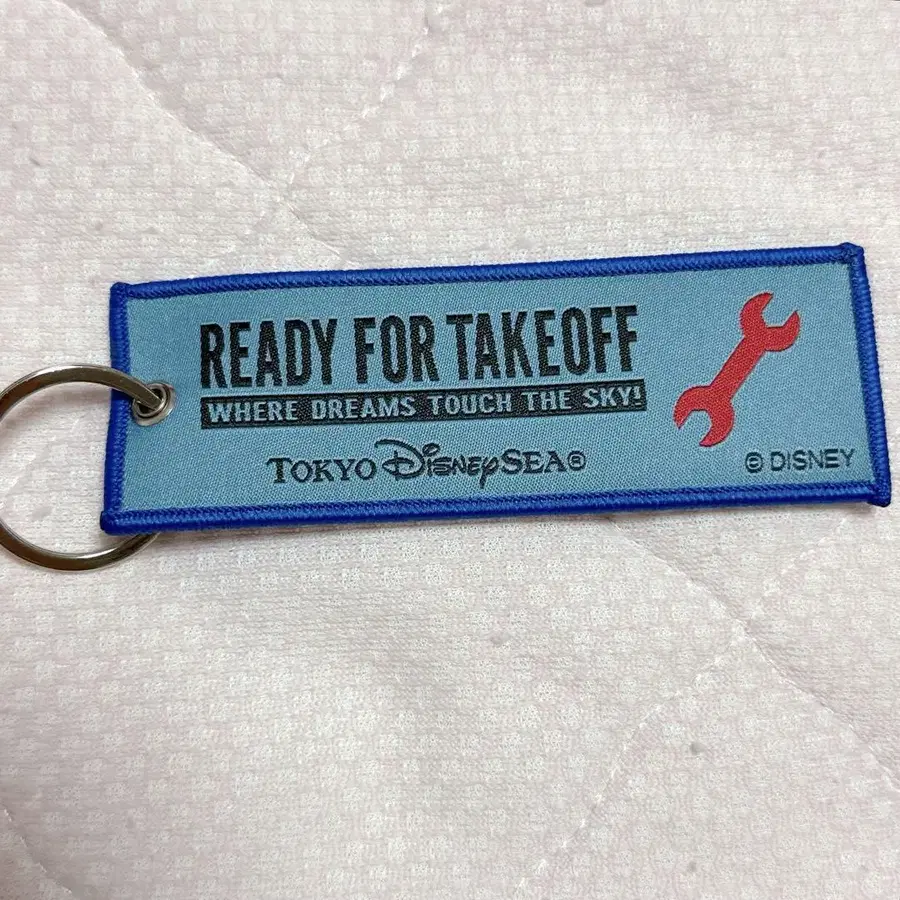 READY FOR TAKEOFF
WHERE DREAMS TOUCH THE SKY!
TOKYO DISNEYSEA®
© DISNEY